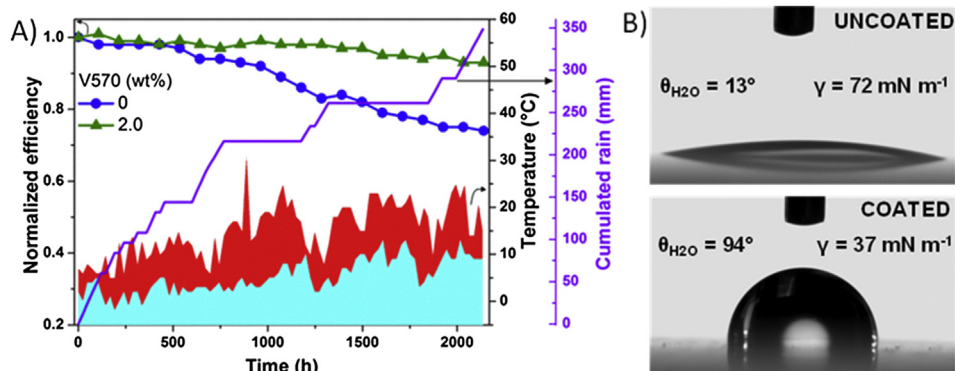 A)
Normalized efficiency
1.0
0.8
0.6
0.4
0.2
V570 (wt%)
0
2.0
0
500
1000
1500
2000
Time (h)
60
50
40
30
20
10
0
Temperature (°C)
350
300
250
200
150
100
50
0
Cumulated rain (mm)
B)
UNCOATED
θH2O = 13° γ = 72 mN m-1
COATED
θH2O = 94° γ = 37 mN m-1